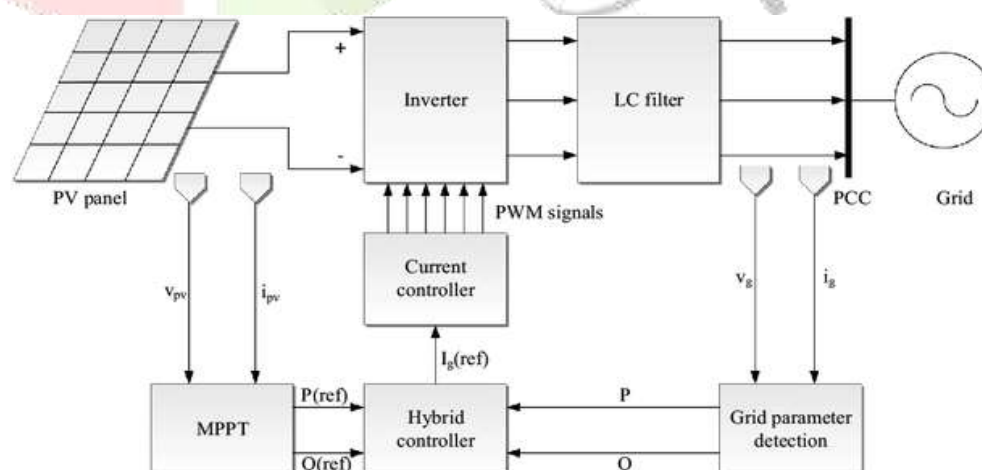 +
-
Inverter
LC filter
PV panel
PWM signals
PCC
Grid
Current
controller
v_pv
i_pv
v_g
i_g
I_g(ref)
P(ref)
P
MPPT
Hybrid
controller
Grid parameter
detection
Q(ref)
Q